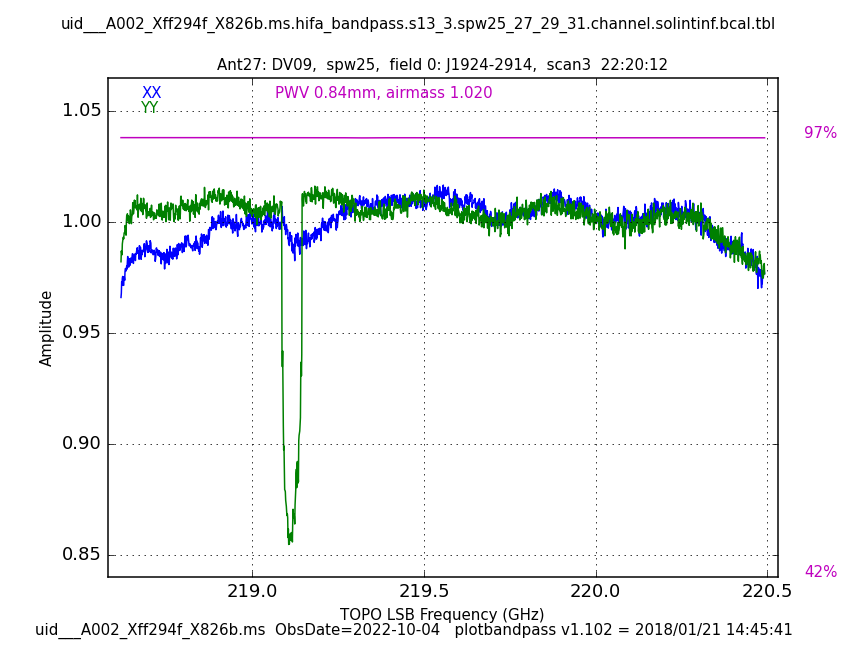 uid___A002_Xff294f_X826b.ms.hifa_bandpass.s13_3.spw25_27_29_31.channel.solintinf.bcal.tbl
Ant27: DV09,  spw25,  field 0: J1924-2914,  scan3  22:20:12
XX
PWV 0.84mm, airmass 1.020
YY
1.05
97%
1.00
0.95
Amplitude
0.90
0.85
42%
219.0
219.5
220.0
220.5
TOPO LSB Frequency (GHz)
uid___A002_Xff294f_X826b.ms  ObsDate=2022-10-04   plotbandpass v1.102 = 2018/01/21 14:45:41